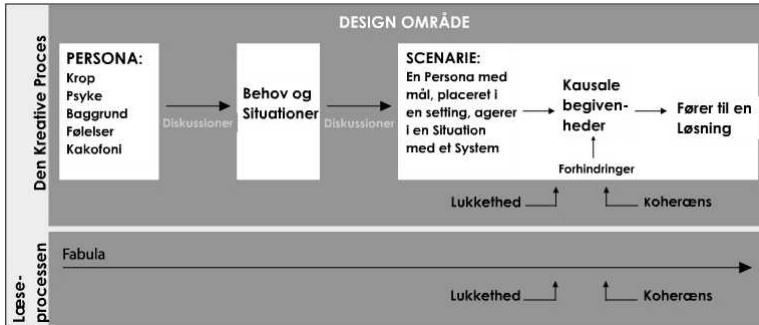 DESIGN OMRÅDE
Den Kreative Proces
PERSONA:
Krop
Psyke
Baggrund
Følelser
Kakofoni
Diskussioner
Behov og
Situationer
Diskussioner
SCENARIE:
En Persona med
mål, placeret i
en setting, agerer
i en Situation
med et System
Kausale
begiven-
heder
Forhindringer
Fører til en
Løsning
Lukkethed
Koheræns
Læse-
processen
Fabula
Lukkethed
Koheræns